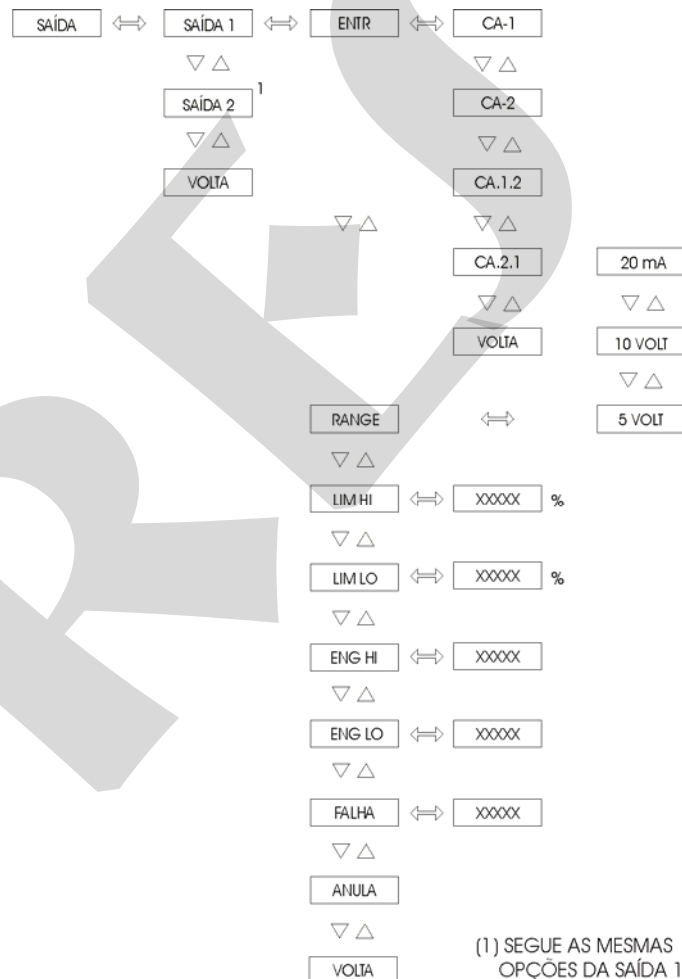 SAÍDA SAÍDA 1 ENTR CA-1
SAÍDA 2 1 CA-2
VOLTA CA.1.2
CA.2.1 20 mA
VOLTA 10 VOLT
RANGE 5 VOLT
LIM HI XXXXX %
LIM LO XXXXX %
ENG HI XXXXX
ENG LO XXXXX
FALHA XXXXX
ANULA
VOLTA
(1) SEGUE AS MESMAS
OPÇÕES DA SAÍDA 1
RES